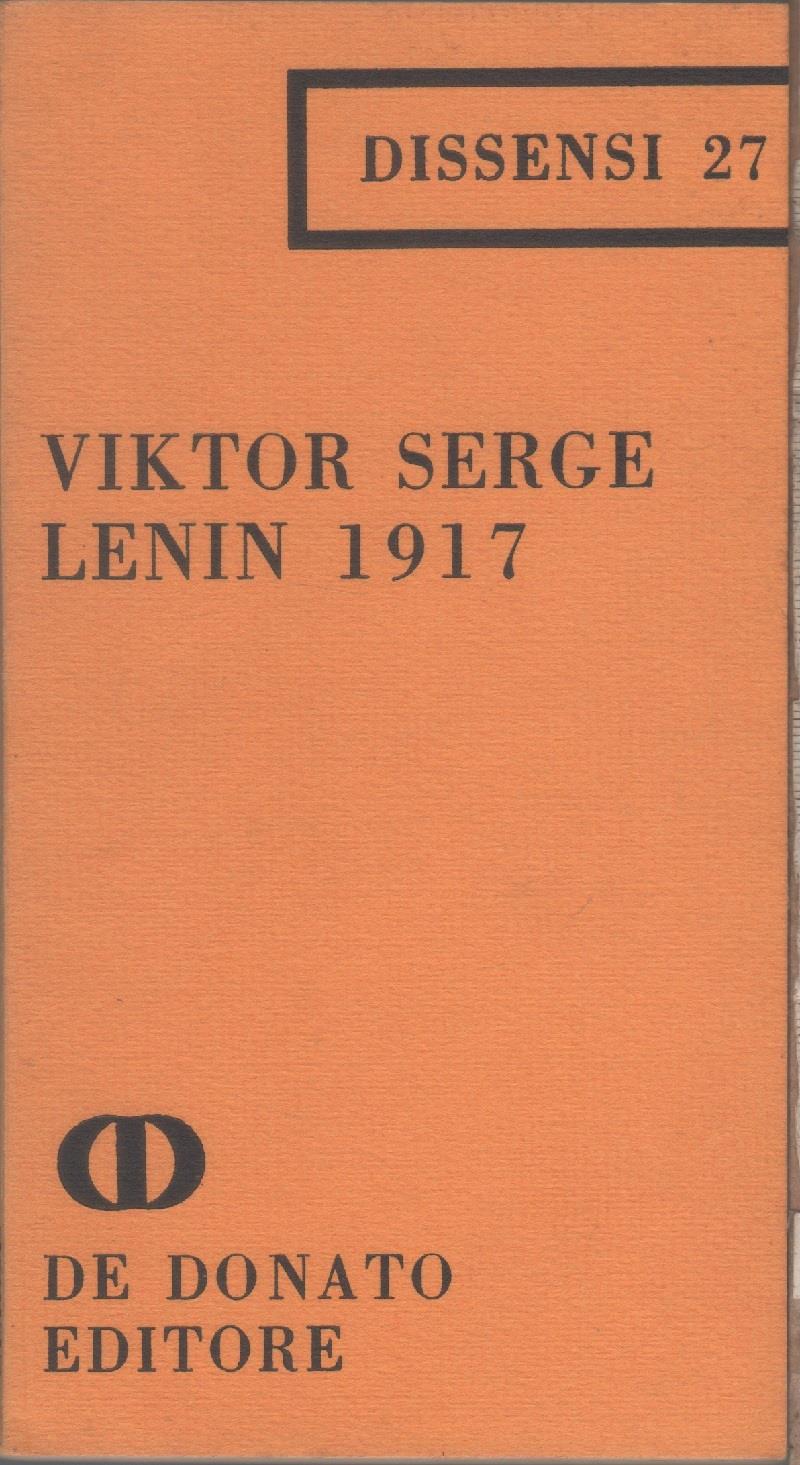 DISSENSI 27
VIKTOR SERGE
LENIN 1917
DE DONATO
EDITORE